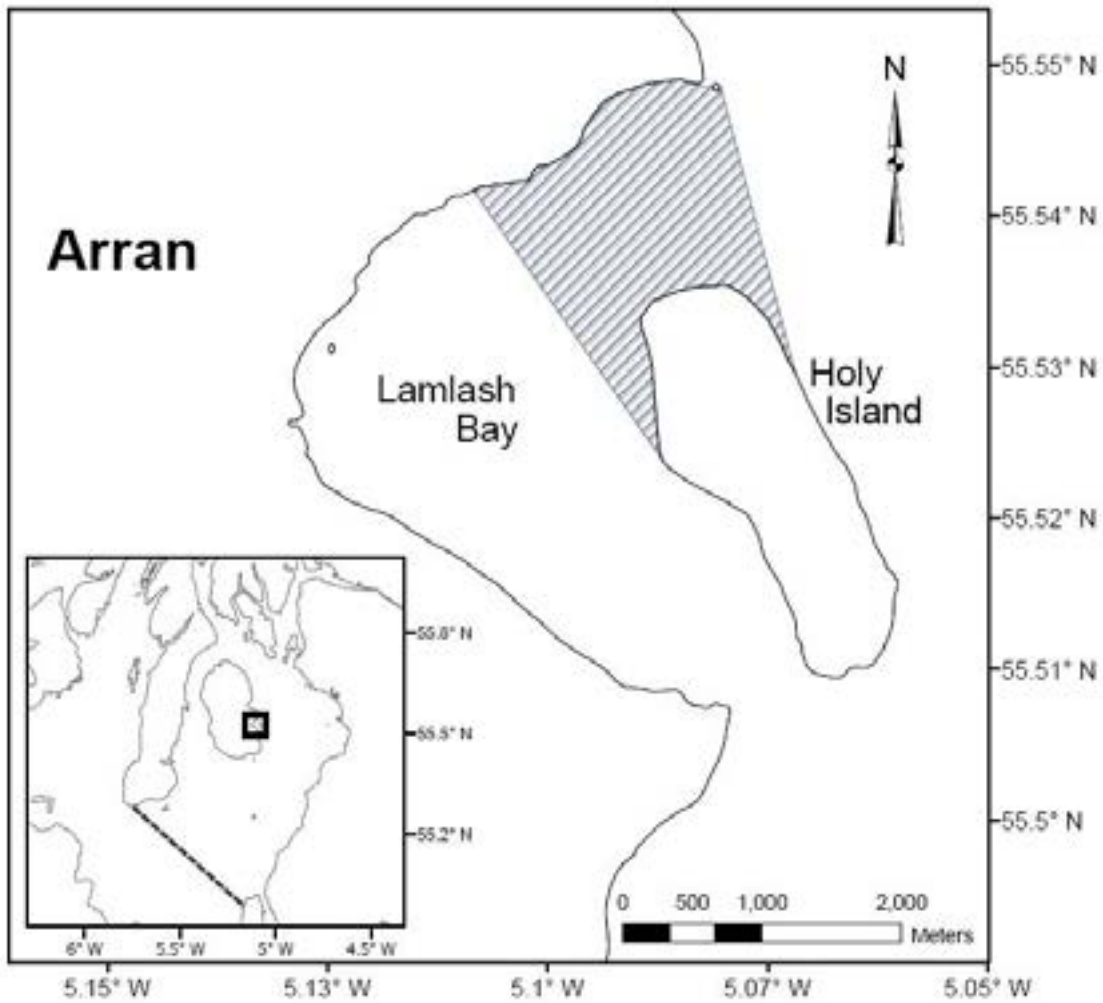 55.55° N
N
55.54° N
Arran
55.53° N
Holy
Island
Lamlash
Bay
55.52° N
55.51° N
55.8° N
55.5° N
55.2° N
6° W 5.5° W 5° W 4.5° W
55.5° N
0 500 1,000 2,000
Meters
5.15° W 5.13° W 5.1° W 5.07° W 5.05° W